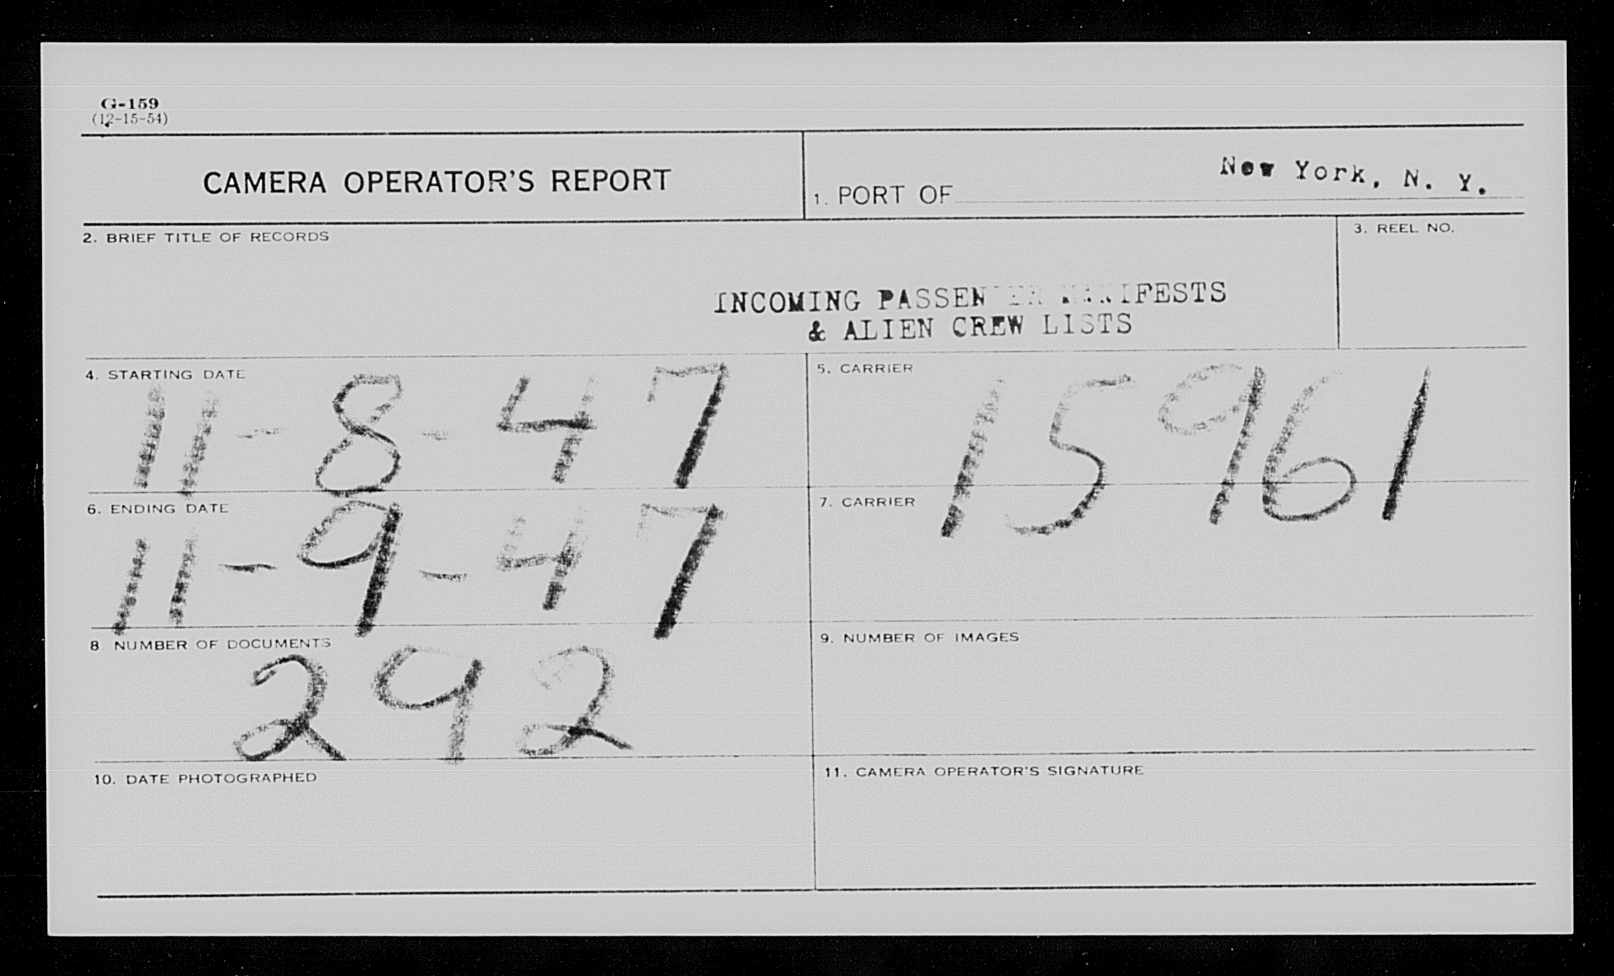 G-159
(12-15-54)
CAMERA OPERATOR'S REPORT
1. PORT OF New York, N. Y.
2. BRIEF TITLE OF RECORDS
3. REEL NO.
INCOMING PASSENGER MANIFESTS
& ALIEN CREW LISTS
4. STARTING DATE
11-8-47
5. CARRIER
15961
6. ENDING DATE
11-9-47
7. CARRIER
8 NUMBER OF DOCUMENTS
292
9. NUMBER OF IMAGES
10. DATE PHOTOGRAPHED
11. CAMERA OPERATOR'S SIGNATURE